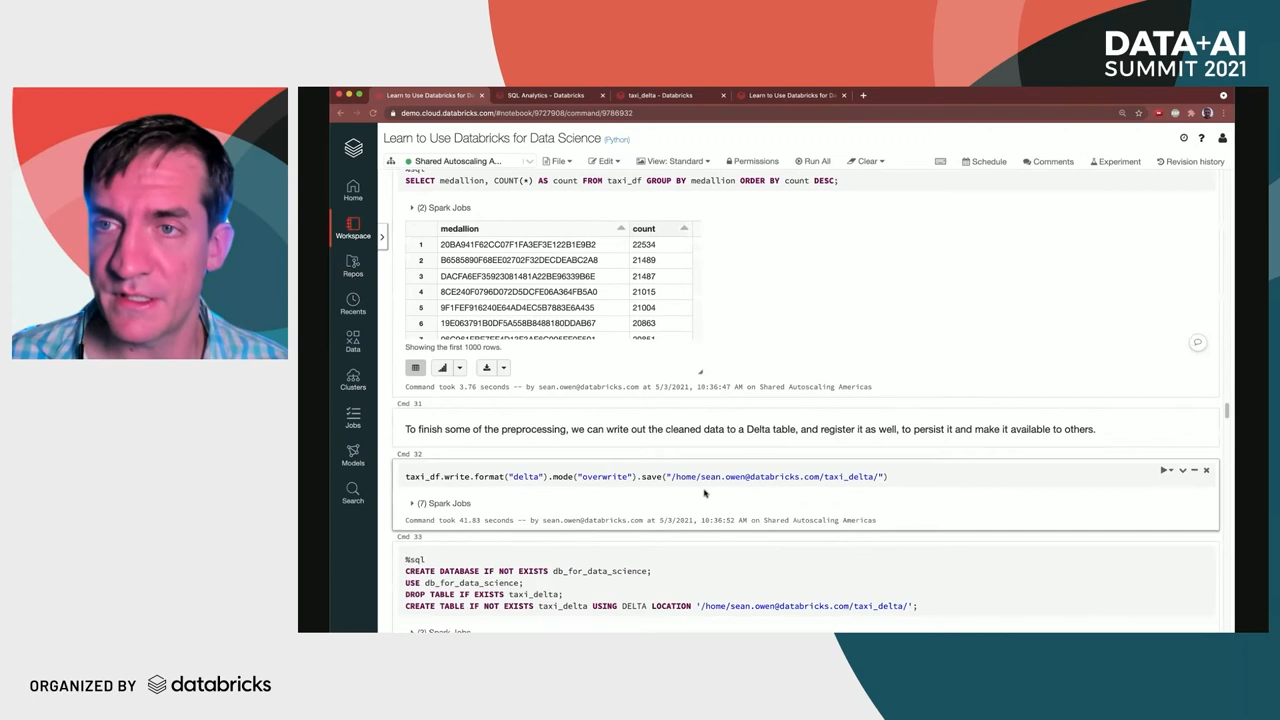 DATA+AI
SUMMIT 2021
Learn to Use Databricks for Da
SQL Analytics - Databricks
taxi_delta - Databricks
Learn to Use Databricks for Da
demo.cloud.databricks.com/#notebook/9727908/command/9786932
Learn to Use Databricks for Data Science (Python)
Shared Autoscaling A...
File
Edit
View: Standard
Permissions
Run All
Clear
Schedule
Comments
Experiment
Revision history
Home
Workspace
Repos
Recents
Data
Clusters
Jobs
Models
Search
%sql
SELECT medallion, COUNT(*) AS count FROM taxi_df GROUP BY medallion ORDER BY count DESC;
(2) Spark Jobs
medallion count
1 20BA941F62CC07F1FA3EF3E122B1E9B2 22534
2 B6585890F68EE02702F32DECDEABC2A8 21489
3 DACFA6EF35923081481A22BE96339B6E 21487
4 8CE240F0796D072D5DCFE06A364FB5A0 21015
5 9F1FEF916240E64AD4EC5B7883E6A435 21004
6 19E063791B0DF5A558B8488180DDAB67 20863
Showing the first 1000 rows.
Command took 3.76 seconds -- by sean.owen@databricks.com at 5/3/2021, 10:36:47 AM on Shared Autoscaling Americas
Cmd 31
To finish some of the preprocessing, we can write out the cleaned data to a Delta table, and register it as well, to persist it and make it available to others.
Cmd 32
taxi_df.write.format("delta").mode("overwrite").save("/home/sean.owen@databricks.com/taxi_delta/")
(7) Spark Jobs
Command took 41.83 seconds -- by sean.owen@databricks.com at 5/3/2021, 10:36:52 AM on Shared Autoscaling Americas
Cmd 33
%sql
CREATE DATABASE IF NOT EXISTS db_for_data_science;
USE db_for_data_science;
DROP TABLE IF EXISTS taxi_delta;
CREATE TABLE IF NOT EXISTS taxi_delta USING DELTA LOCATION '/home/sean.owen@databricks.com/taxi_delta/';
ORGANIZED BY databricks